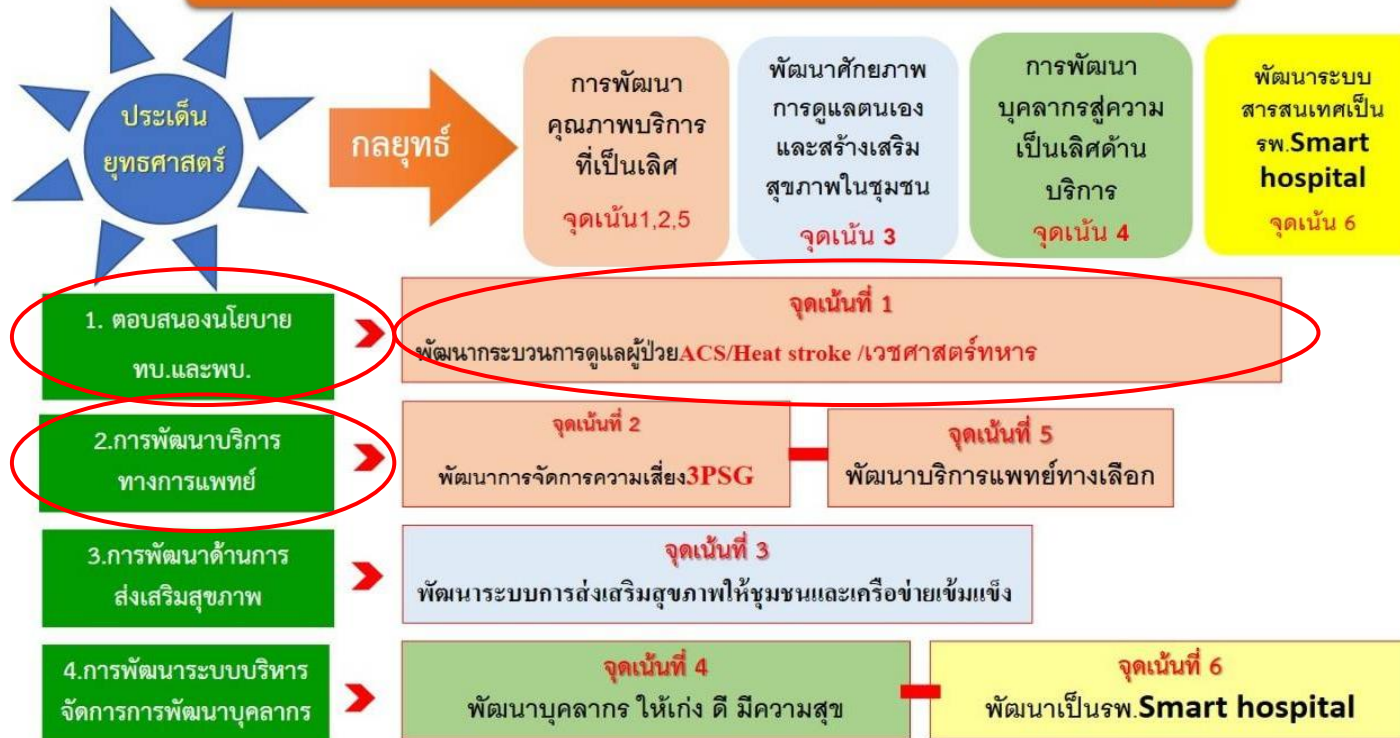 ประเด็น
ยุทธศาสตร์
กลยุทธ์
การพัฒนา
คุณภาพบริการ
ที่เป็นเลิศ
จุดเน้น1,2,5
พัฒนาศักยภาพ
การดูแลตนเอง
และสร้างเสริม
สุขภาพในชุมชน
จุดเน้น 3
การพัฒนา
บุคลากรสู่ความ
เป็นเลิศด้าน
บริการ
จุดเน้น 4
พัฒนาระบบ
สารสนเทศเป็น
รพ.Smart
hospital
จุดเน้น 6
1. ตอบสนองนโยบาย
ทบ.และพบ.
จุดเน้นที่ 1
พัฒนากระบวนการดูแลผู้ป่วยACS/Heat stroke /เวชศาสตร์ทหาร
2.การพัฒนาบริการ
ทางการแพทย์
จุดเน้นที่ 2
พัฒนาการจัดการความเสี่ยง3PSG
จุดเน้นที่ 5
พัฒนาบริการแพทย์ทางเลือก
3.การพัฒนาด้านการ
ส่งเสริมสุขภาพ
จุดเน้นที่ 3
พัฒนาระบบการส่งเสริมสุขภาพให้ชุมชนและเครือข่ายเข้มแข็ง
4.การพัฒนาระบบบริหาร
จัดการการพัฒนาบุคลากร
จุดเน้นที่ 4
พัฒนาบุคลากร ให้เก่ง ดี มีความสุข
จุดเน้นที่ 6
พัฒนาเป็นรพ.Smart hospital